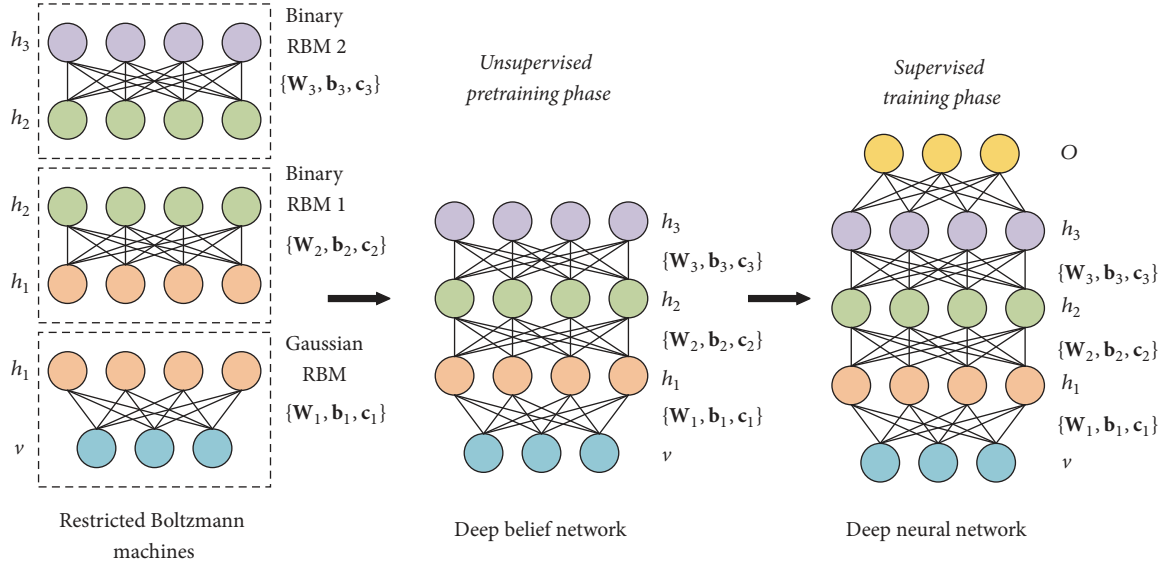 h3
Binary
RBM 2
{W3, b3, c3}
h2
h2
Binary
RBM 1
{W2, b2, c2}
h1
h1
Gaussian
RBM
{W1, b1, c1}
v
Restricted Boltzmann
machines
Unsupervised
pretraining phase
h3
{W3, b3, c3}
h2
{W2, b2, c2}
h1
{W1, b1, c1}
v
Deep belief network
Supervised
training phase
O
h3
{W3, b3, c3}
h2
{W2, b2, c2}
h1
{W1, b1, c1}
v
Deep neural network